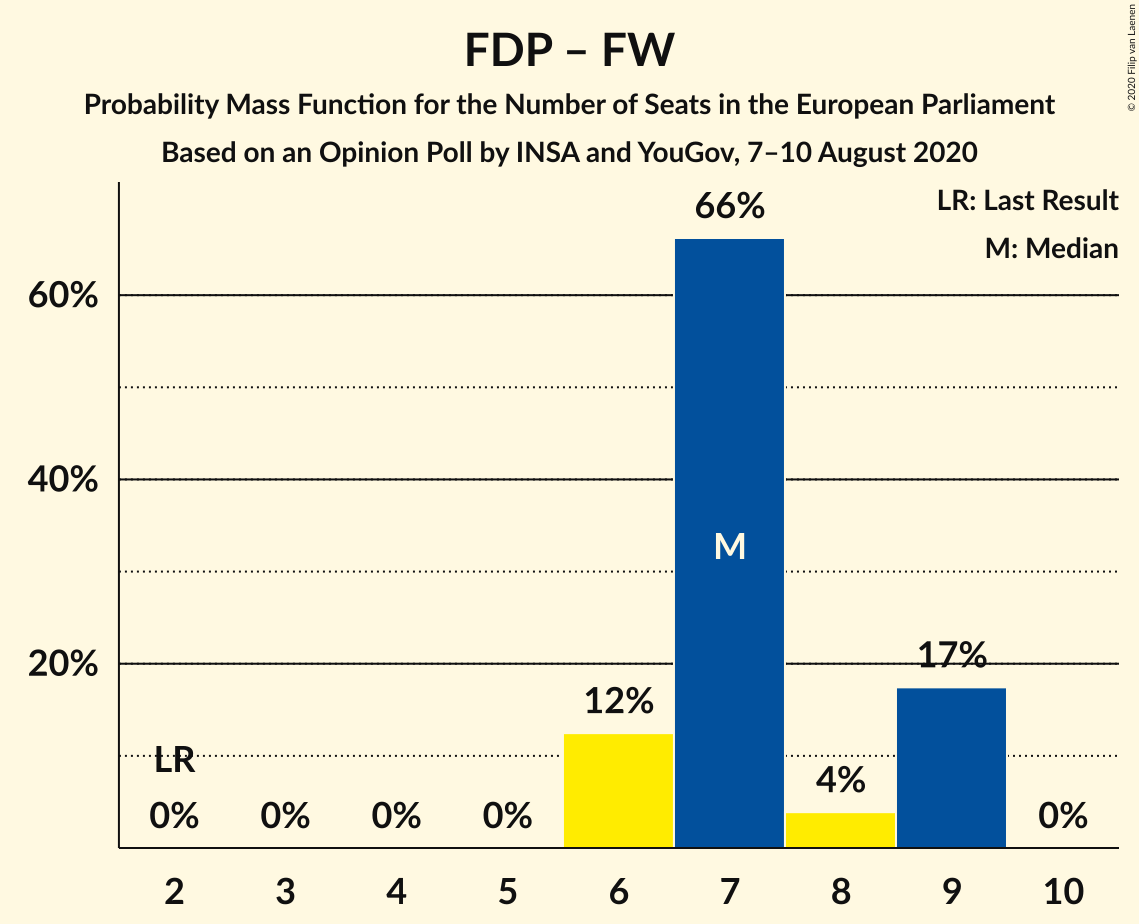 FDP – FW
Probability Mass Function for the Number of Seats in the European Parliament
Based on an Opinion Poll by INSA and YouGov, 7–10 August 2020
© 2020 Filip van Laenen
LR: Last Result
M: Median
66%
60%
40%
M
20%
17%
12%
LR
4%
0% 0% 0% 0% 0%
2 3 4 5 6 7 8 9 10